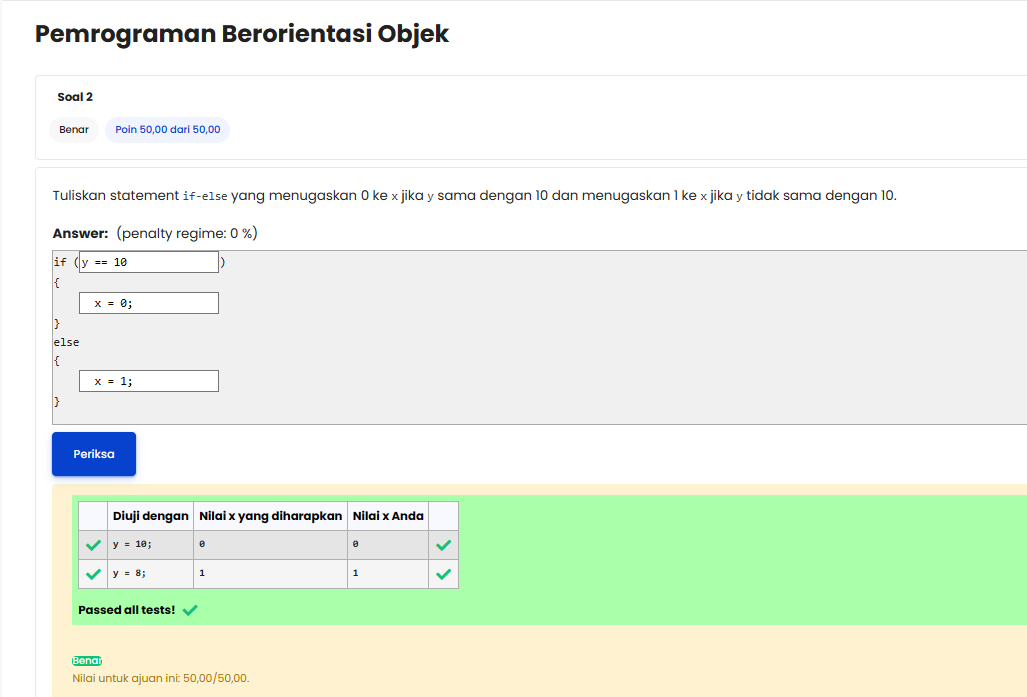 Pemrograman Berorientasi Objek
Soal 2
Benar
Poin 50,00 dari 50,00
Tuliskan statement if-else yang menugaskan 0 ke x jika y sama dengan 10 dan menugaskan 1 ke x jika y tidak sama dengan 10.
Answer: (penalty regime: 0 %)
if (y == 10)
{
x = 0;
}
else
{
x = 1;
}
Periksa
Diuji dengan Nilai x yang diharapkan Nilai x Anda
y = 10; 0 0
y = 8; 1 1
Passed all tests!
Benar
Nilai untuk ajuan ini: 50,00/50,00.